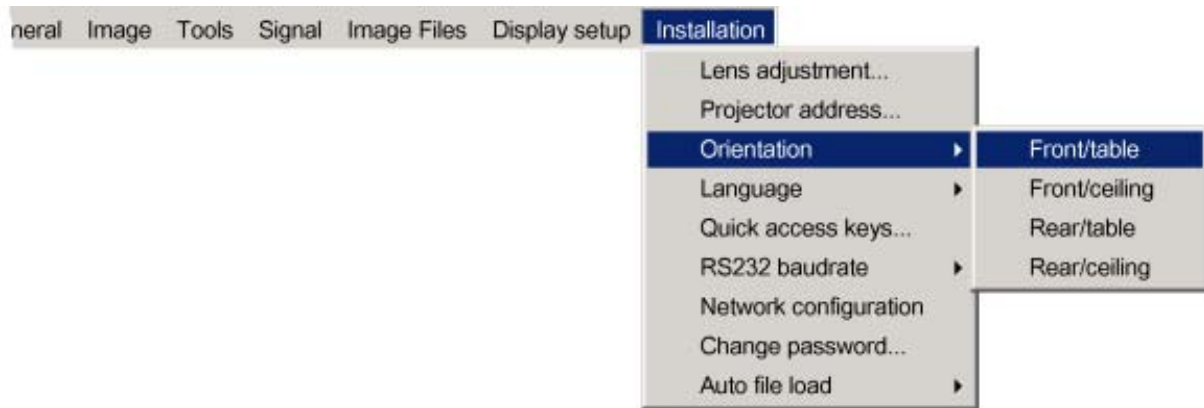 neral Image Tools Signal Image Files Display setup Installation
Lens adjustment...
Projector address...
Orientation
Front/table
Language
Front/ceiling
Quick access keys...
Rear/table
RS232 baudrate
Rear/ceiling
Network configuration
Change password...
Auto file load